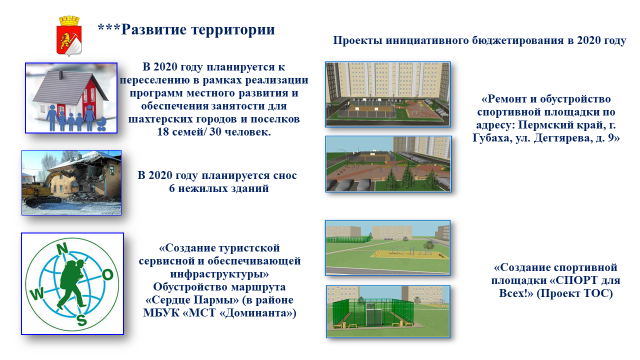 ***Развитие территории
В 2020 году планируется к
переселению в рамках реализации
программ местного развития и
обеспечения занятости для
шахтерских городов и поселков
18 семей/ 30 человек.
В 2020 году планируется снос
6 нежилых зданий
N
W
O
S
«Создание туристской
сервисной и обеспечивающей
инфраструктуры»
Обустройство маршрута
«Сердце Пармы» (в районе
МБУК «МСТ «Доминанта»)
Проекты инициативного бюджетирования в 2020 году
«Ремонт и обустройство
спортивной площадки по
адресу: Пермский край, г.
Губаха, ул. Дегтярева, д. 9»
«Создание спортивной
площадки «СПОРТ для
Всех!» (Проект ТОС)